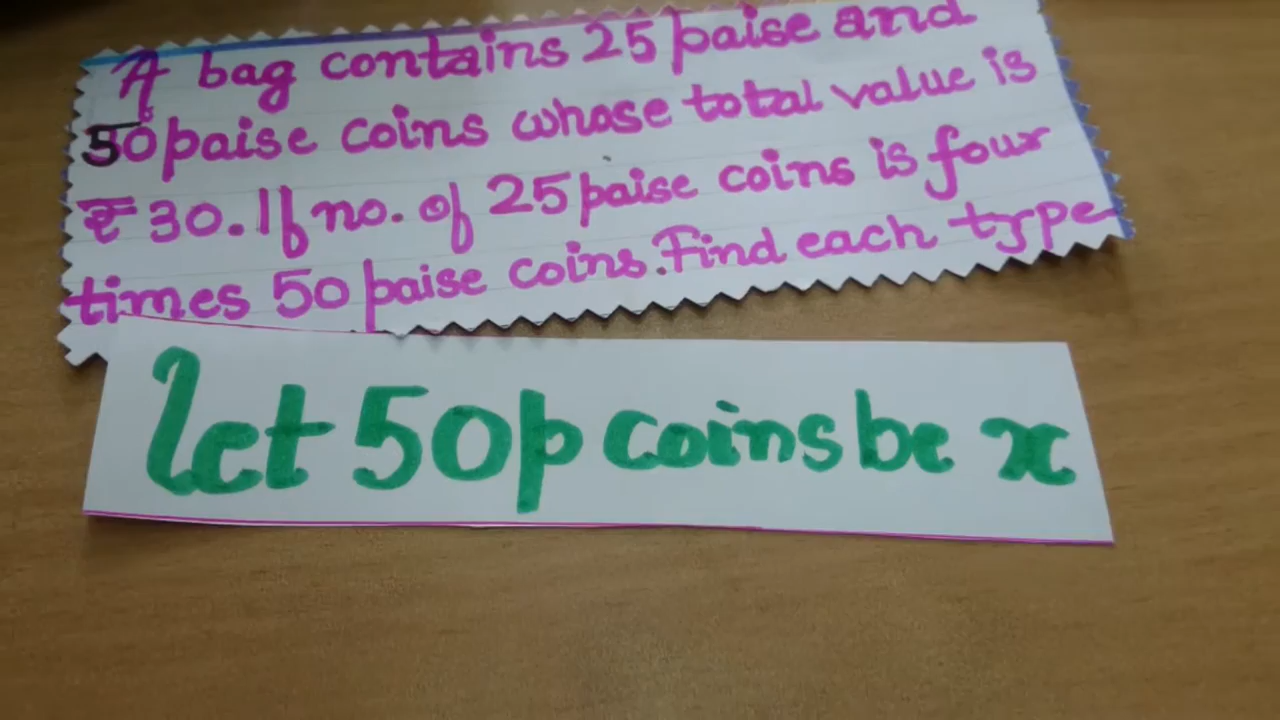 A bag contains 25 paise and
50 paise coins whose total value is
₹ 30. If no. of 25 paise coins is four
times 50 paise coins. Find each type
let 50p coins be x